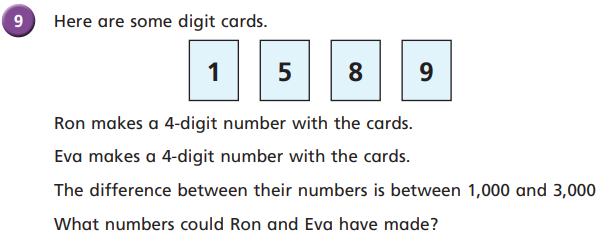 9 Here are some digit cards.
1 5 8 9
Ron makes a 4-digit number with the cards.
Eva makes a 4-digit number with the cards.
The difference between their numbers is between 1,000 and 3,000
What numbers could Ron and Eva have made?